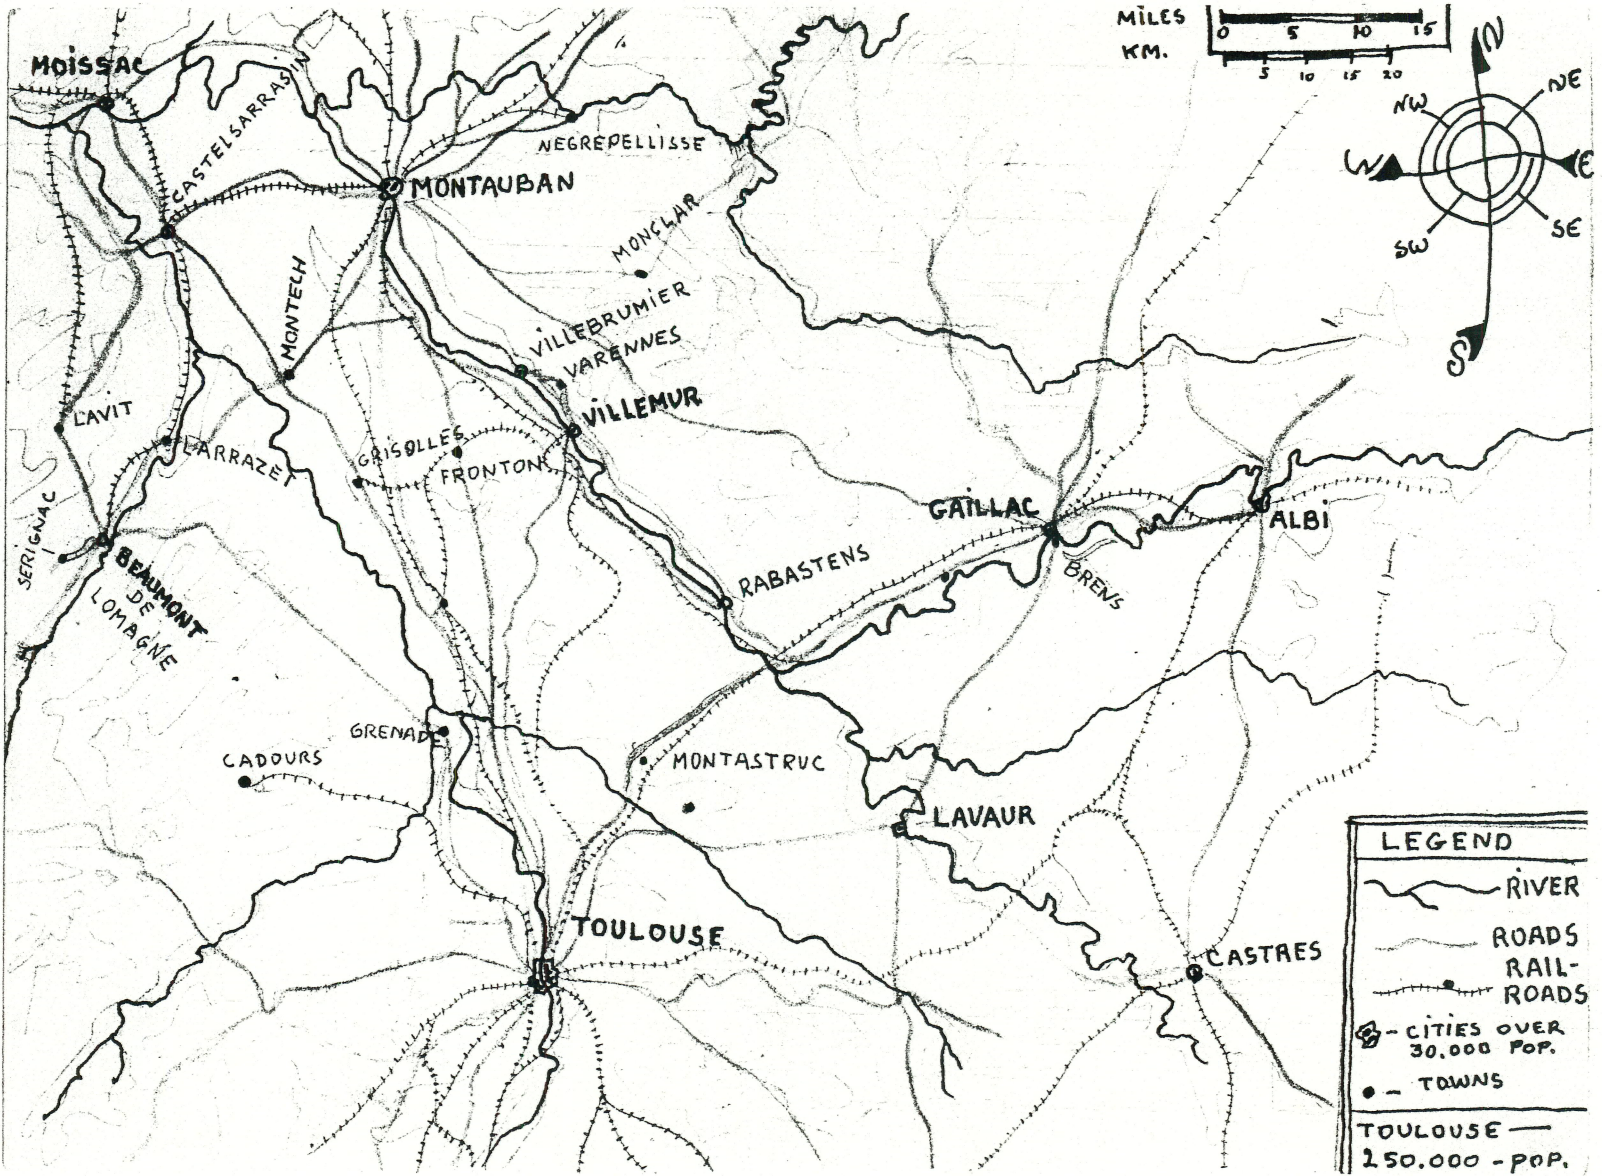 MILES
0 5 10 15
KM.
5 10 15 20
N
NE
E
SE
S
SW
W
NW
MOISSAC
CASTELSARRASIN
NEGREPELLISSE
MONTAUBAN
MONCLAR
MONTECH
VILLEBRUMIER
VARENNES
VILLEMUR
LAVIT
LARRAZET
GRISOLLES
FRONTON
GAILLAC
ALBI
SERIGNAC
BEAUMONT
DE
LOMAGNE
RABASTENS
BRENS
GRENADE
CADOURS
MONTASTRUC
LAVAUR
TOULOUSE
CASTRES
LEGEND
RIVER
ROADS
RAIL-
ROADS
- CITIES OVER
30.000 POP.
- TOWNS
TOULOUSE —
250.000 - POP.